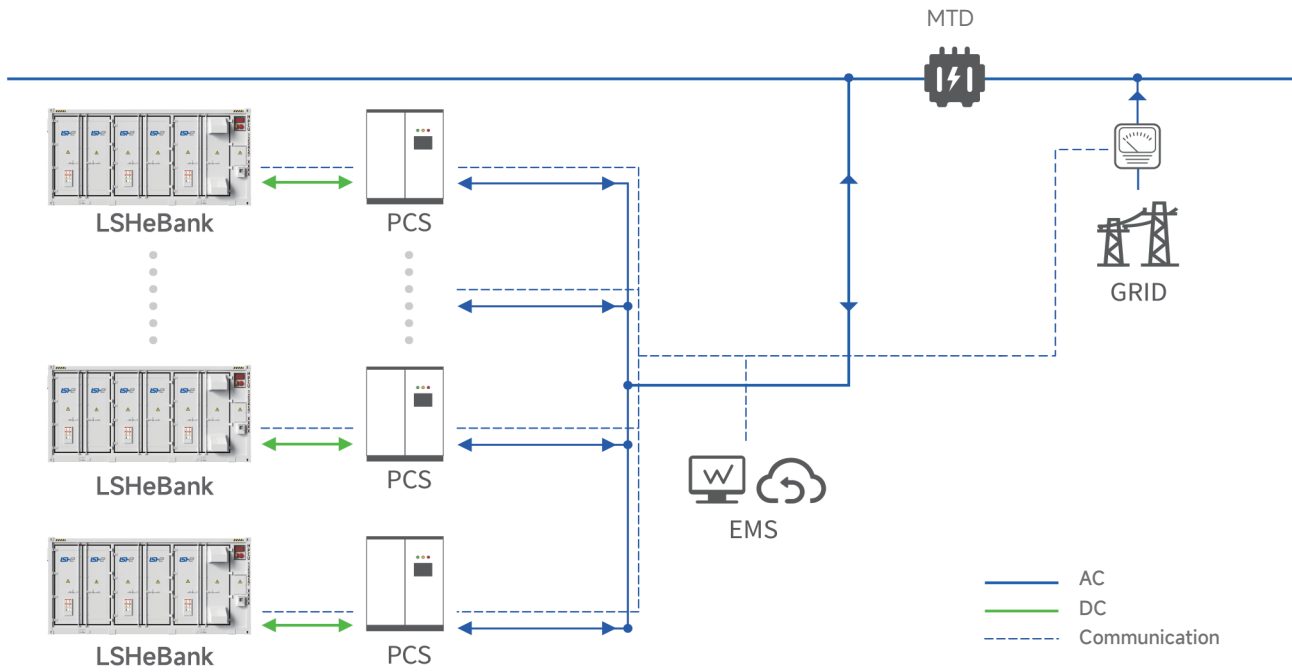 MTD
LSHeBank
PCS
GRID
LSHeBank
PCS
EMS
LSHeBank
PCS
AC
DC
Communication